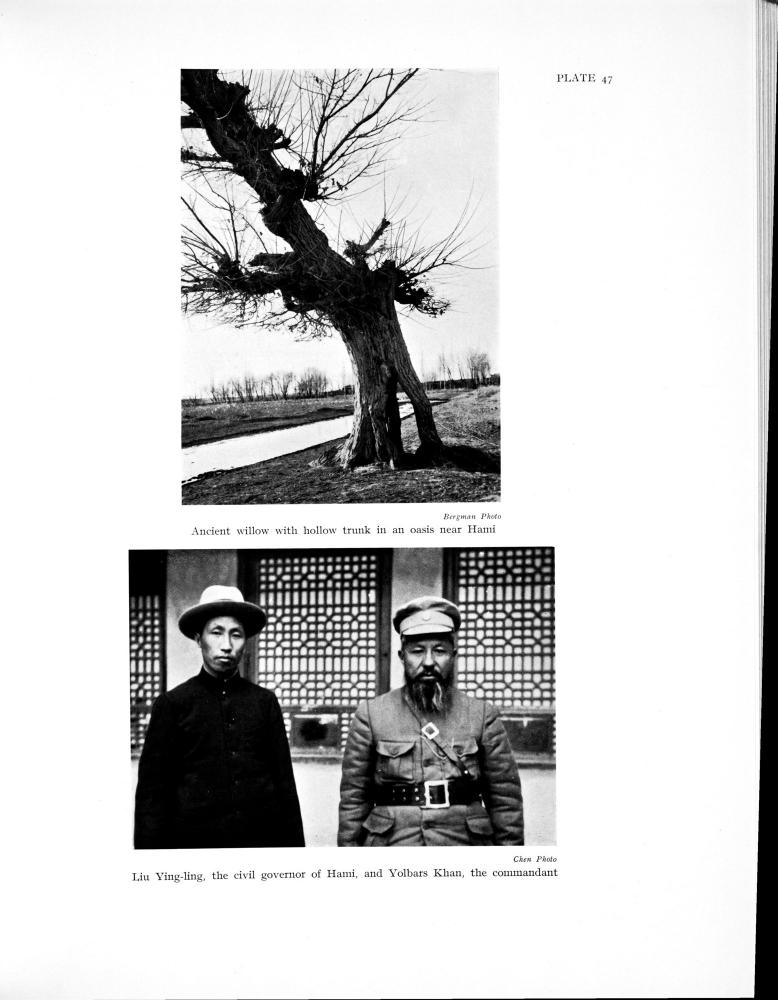 PLATE 47
Bergman Photo
Ancient willow with hollow trunk in an oasis near Hami
Chen Photo
Liu Ying-ling, the civil governor of Hami, and Yolbars Khan, the commandant